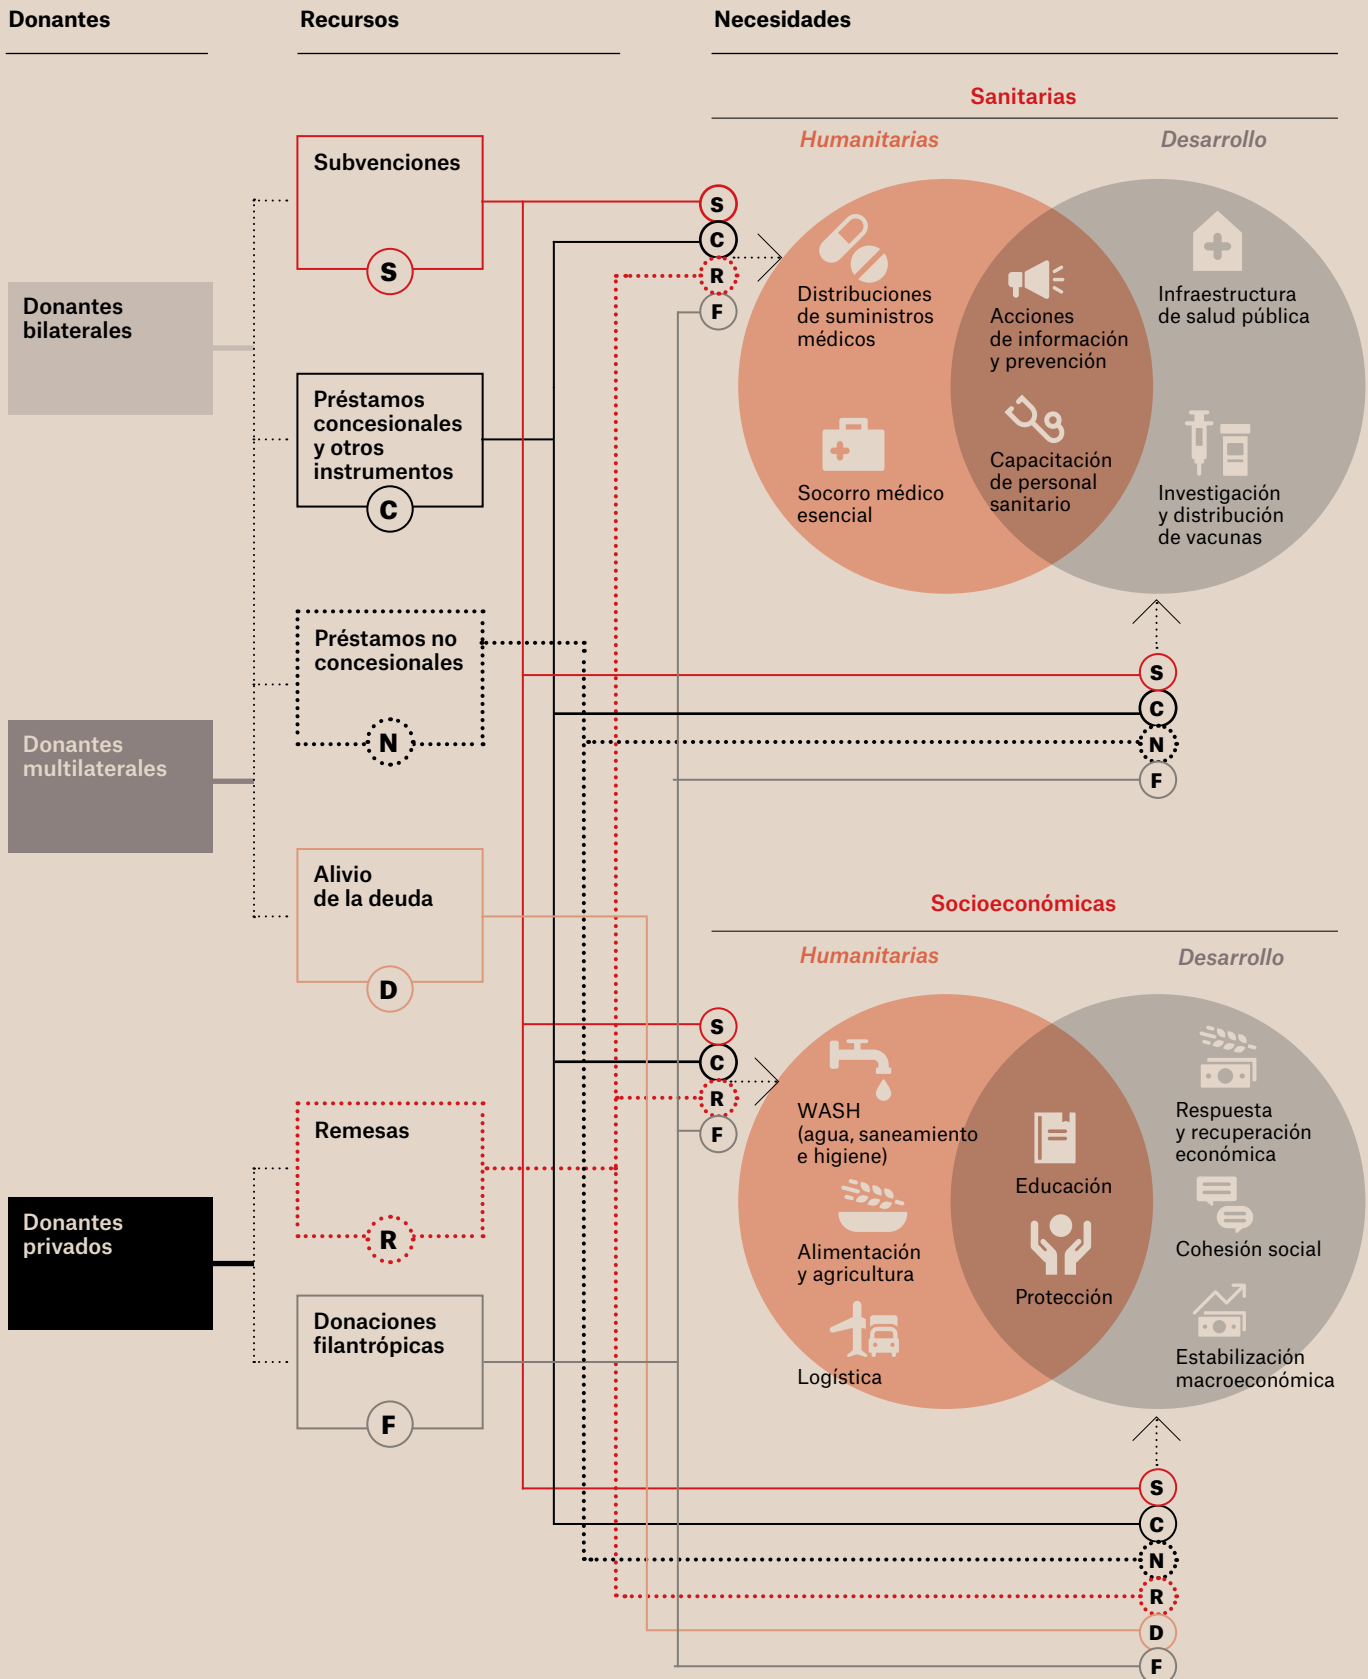 Donantes
Recursos
Necesidades
Donantes
bilaterales
Donantes
multilaterales
Donantes
privados
Subvenciones
S
Préstamos
concesionales
y otros
instrumentos
C
Préstamos no
concesionales
N
Alivio
de la deuda
D
Remesas
R
Donaciones
filantrópicas
F
Sanitarias
Humanitarias
Desarrollo
S
C
R
F
Distribuciones
de suministros
médicos
Socorro médico
esencial
Acciones
de información
y prevención
Capacitación
de personal
sanitario
Infraestructura
de salud pública
Investigación
y distribución
de vacunas
S
C
N
F
Socioeconómicas
Humanitarias
Desarrollo
S
C
R
F
WASH
(agua, saneamiento
e higiene)
Alimentación
y agricultura
Logística
Educación
Protección
Respuesta
y recuperación
económica
Cohesión social
Estabilización
macroeconómica
S
C
N
R
D
F